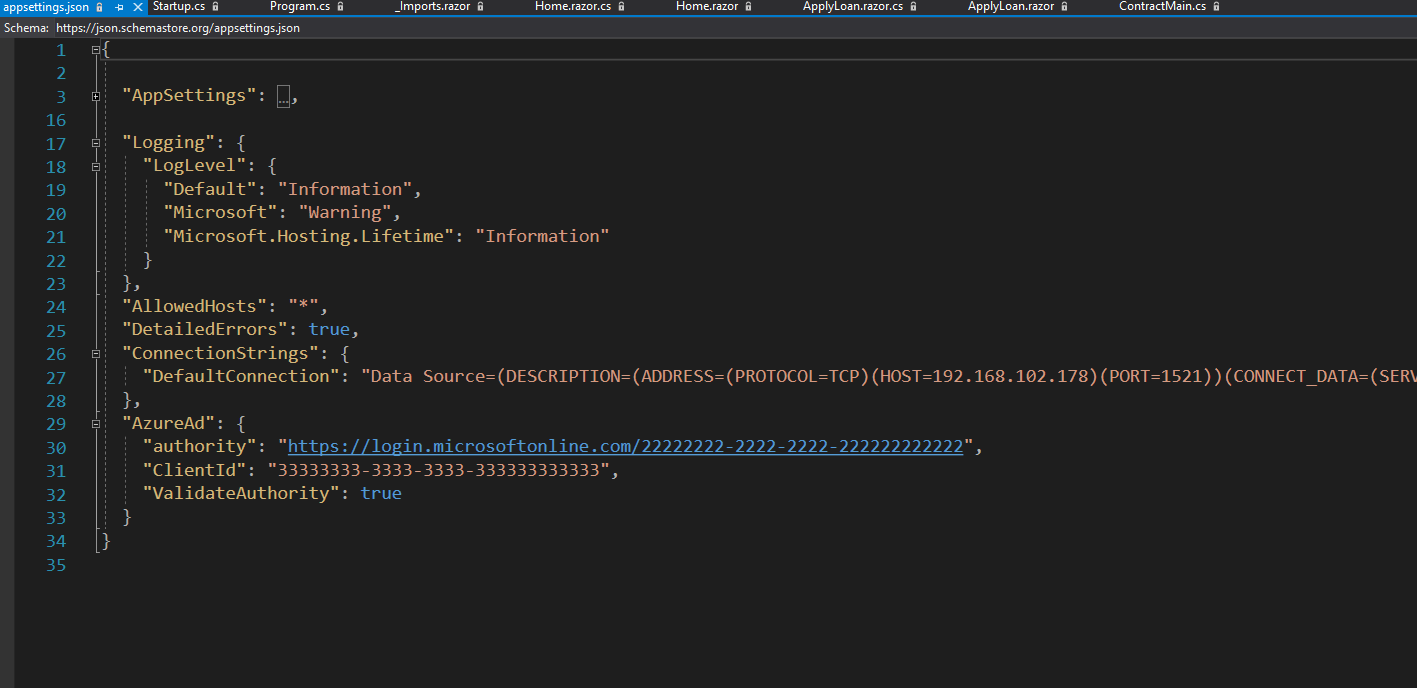 appsettings.json Startup.cs Program.cs _Imports.razor Home.razor.cs Home.razor ApplyLoan.razor.cs ApplyLoan.razor ContractMain.cs
Schema: https://json.schemastore.org/appsettings.json
1 {
2
3 "AppSettings": ...,
16
17 "Logging": {
18 "LogLevel": {
19 "Default": "Information",
20 "Microsoft": "Warning",
21 "Microsoft.Hosting.Lifetime": "Information"
22 }
23 },
24 "AllowedHosts": "*",
25 "DetailedErrors": true,
26 "ConnectionStrings": {
27 "DefaultConnection": "Data Source=(DESCRIPTION=(ADDRESS=(PROTOCOL=TCP)(HOST=192.168.102.178)(PORT=1521))(CONNECT_DATA=(SERV
28 },
29 "AzureAd": {
30 "authority": "https://login.microsoftonline.com/22222222-2222-2222-222222222222",
31 "ClientId": "33333333-3333-3333-333333333333",
32 "ValidateAuthority": true
33 }
34 }
35